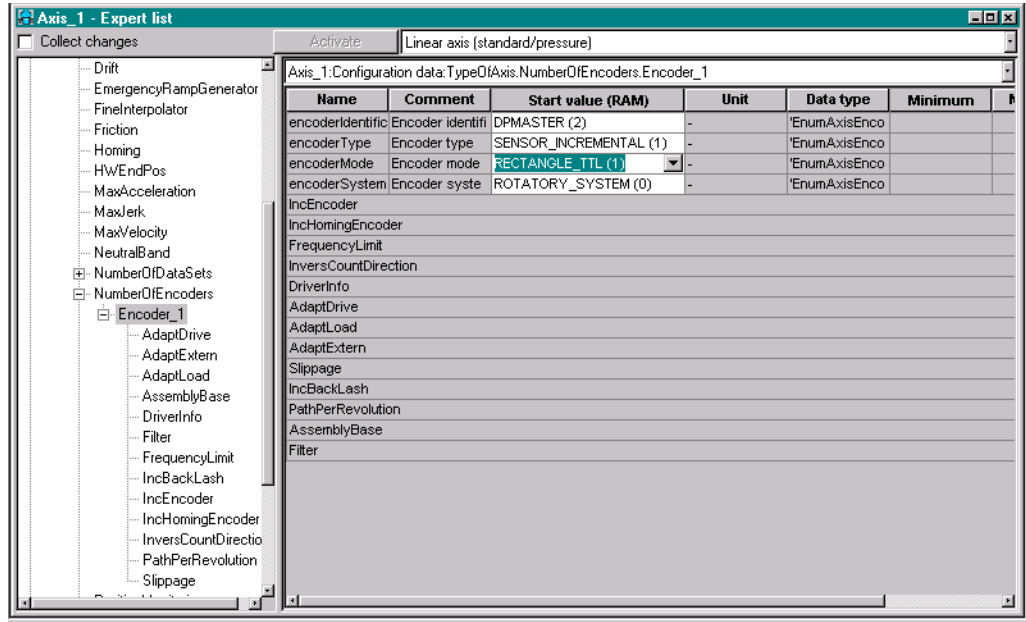 Axis_1 - Expert list
Collect changes
Activate
Linear axis (standard/pressure)
Drift
EmergencyRampGenerator
FineInterpolator
Friction
Homing
HWEndPos
MaxAcceleration
MaxJerk
MaxVelocity
NeutralBand
NumberOfDataSets
NumberOfEncoders
Encoder_1
AdaptDrive
AdaptExtern
AdaptLoad
AssemblyBase
DriverInfo
Filter
FrequencyLimit
IncBackLash
IncEncoder
IncHomingEncoder
InversCountDirectio
PathPerRevolution
Slippage
Axis_1:Configuration data:TypeOfAxis.NumberOfEncoders.Encoder_1
Name Comment Start value (RAM) Unit Data type Minimum
encoderIdentific Encoder identifi DPMASTER (2) - 'EnumAxisEnco
encoderType Encoder type SENSOR_INCREMENTAL (1) - 'EnumAxisEnco
encoderMode Encoder mode RECTANGLE_TTL (1) - 'EnumAxisEnco
encoderSystem Encoder syste ROTATORY_SYSTEM (0) - 'EnumAxisEnco
IncEncoder
IncHomingEncoder
FrequencyLimit
InversCountDirection
DriverInfo
AdaptDrive
AdaptLoad
AdaptExtern
Slippage
IncBackLash
PathPerRevolution
AssemblyBase
Filter